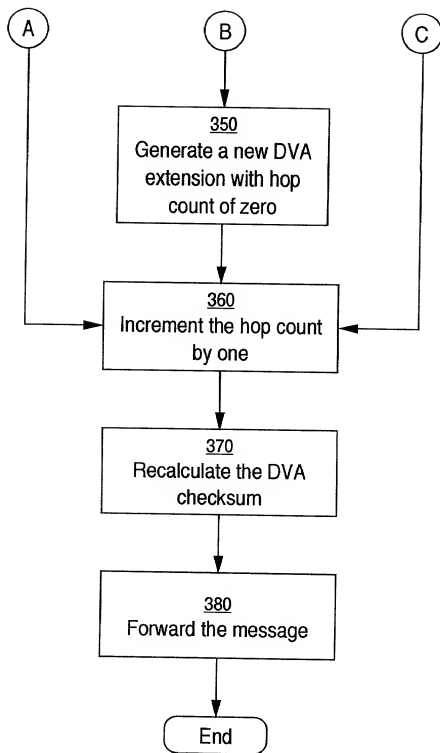 A
B
C
350
Generate a new DVA
extension with hop
count of zero
360
Increment the hop count
by one
370
Recalculate the DVA
checksum
380
Forward the message
End